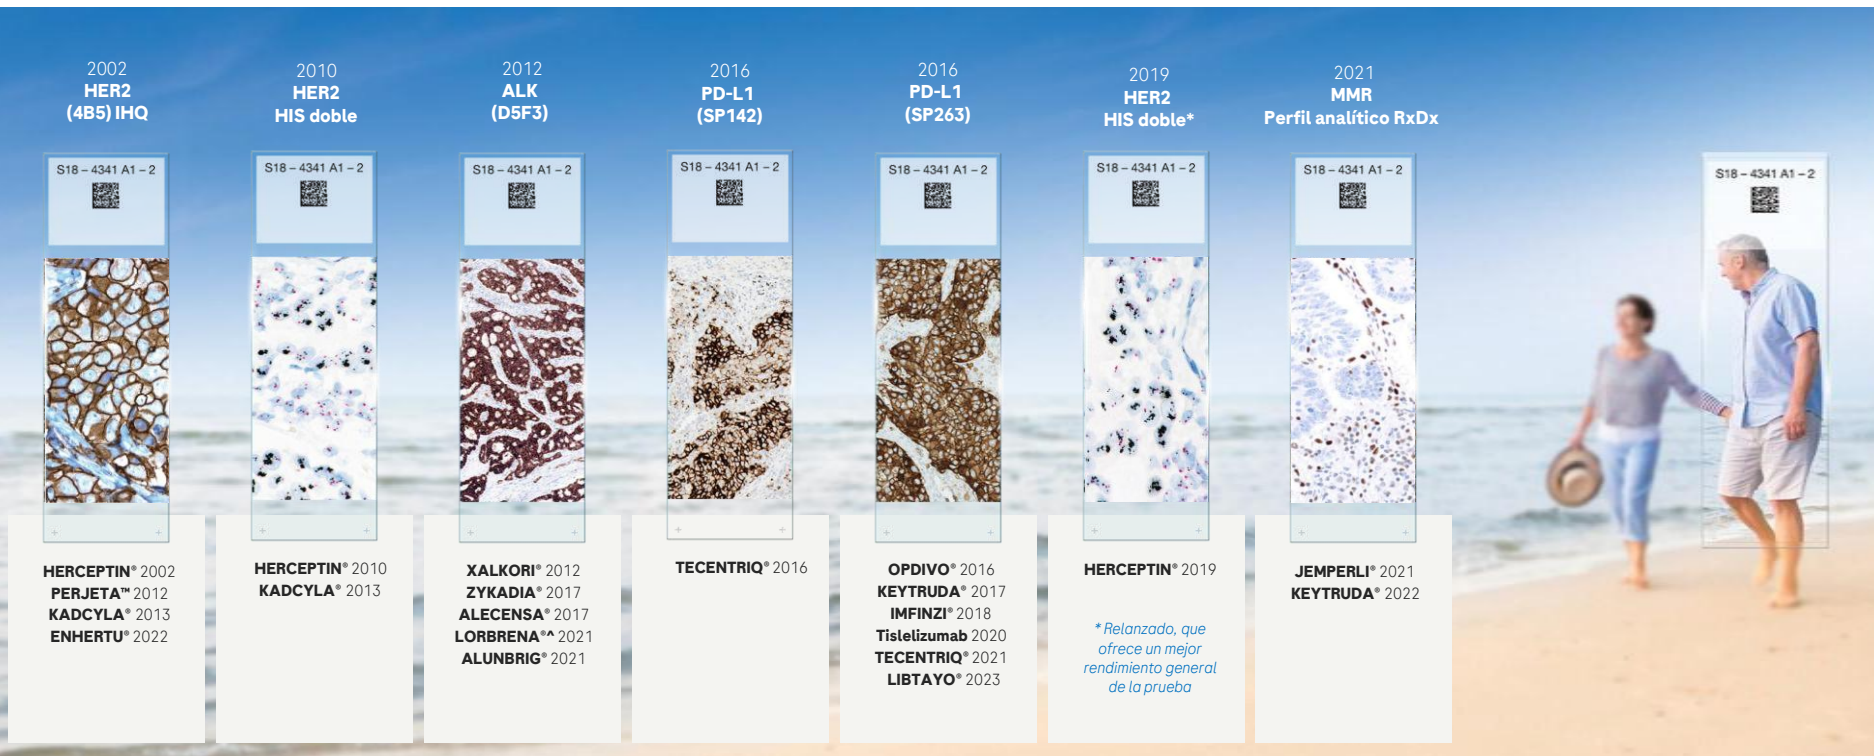 2002
HER2
(4B5) IHQ
S18 – 4341 A1 – 2
HERCEPTIN® 2002
PERJETA™ 2012
KADCYLA® 2013
ENHERTU® 2022
2010
HER2
HIS doble
S18 – 4341 A1 – 2
HERCEPTIN® 2010
KADCYLA® 2013
2012
ALK
(D5F3)
S18 – 4341 A1 – 2
XALKORI® 2012
ZYKADIA® 2017
ALECENSA® 2017
LORBRENA®^ 2021
ALUNBRIG® 2021
2016
PD-L1
(SP142)
S18 – 4341 A1 – 2
TECENTRIQ® 2016
2016
PD-L1
(SP263)
S18 – 4341 A1 – 2
OPDIVO® 2016
KEYTRUDA® 2017
IMFINZI® 2018
Tislelizumab 2020
TECENTRIQ® 2021
LIBTAYO® 2023
2019
HER2
HIS doble*
S18 – 4341 A1 – 2
HERCEPTIN® 2019
* Relanzado, que
ofrece un mejor
rendimiento general
de la prueba
2021
MMR
Perfil analítico RxDx
S18 – 4341 A1 – 2
JEMPERLI® 2021
KEYTRUDA® 2022
S18 – 4341 A1 – 2